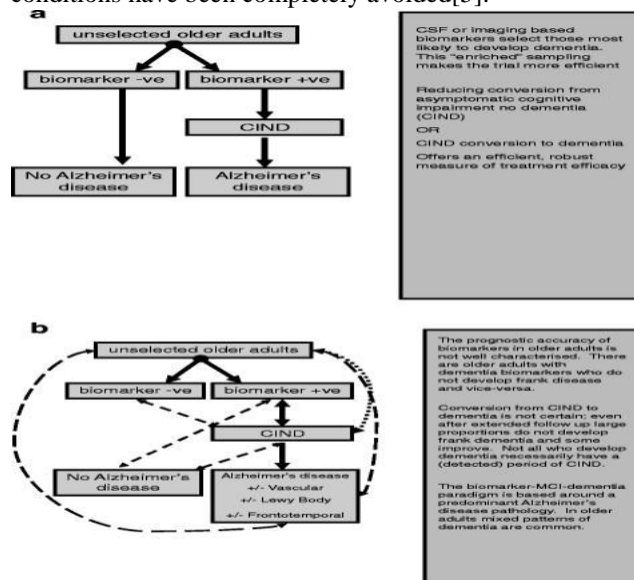 conditions have been completely avoided[3].
a
unselected older adults
biomarker -ve
biomarker +ve
CIND
No Alzheimer's
disease
Alzheimer's
disease
CSF or imaging based
biomarkers select those most
likely to develop dementia.
This "enriched" sampling
makes the trial more efficient
Reducing conversion from
asymptomatic cognitive
impairment no dementia
(CIND)
OR
CIND conversion to dementia
Offers an efficient, robust
measure of treatment efficacy
b
unselected older adults
biomarker -ve
biomarker +ve
CIND
No Alzheimer's
disease
Alzheimer's disease
+/- Vascular
+/- Lewy Body
+/- Frontotemporal
The prognostic accuracy of
biomarkers in older adults is
not well characterised. There
are older adults with
dementia biomarkers who do
not develop frank disease
and vice-versa.
Conversion from CIND to
dementia is not certain; even
after extended follow up large
proportions do not develop
frank dementia and some
improve. Not all who develop
dementia necessarily have a
(detected) period of CIND.
The biomarker-MCI-dementia
paradigm is based around a
predominant Alzheimer's
disease pathology. In older
adults mixed patterns of
dementia are common.